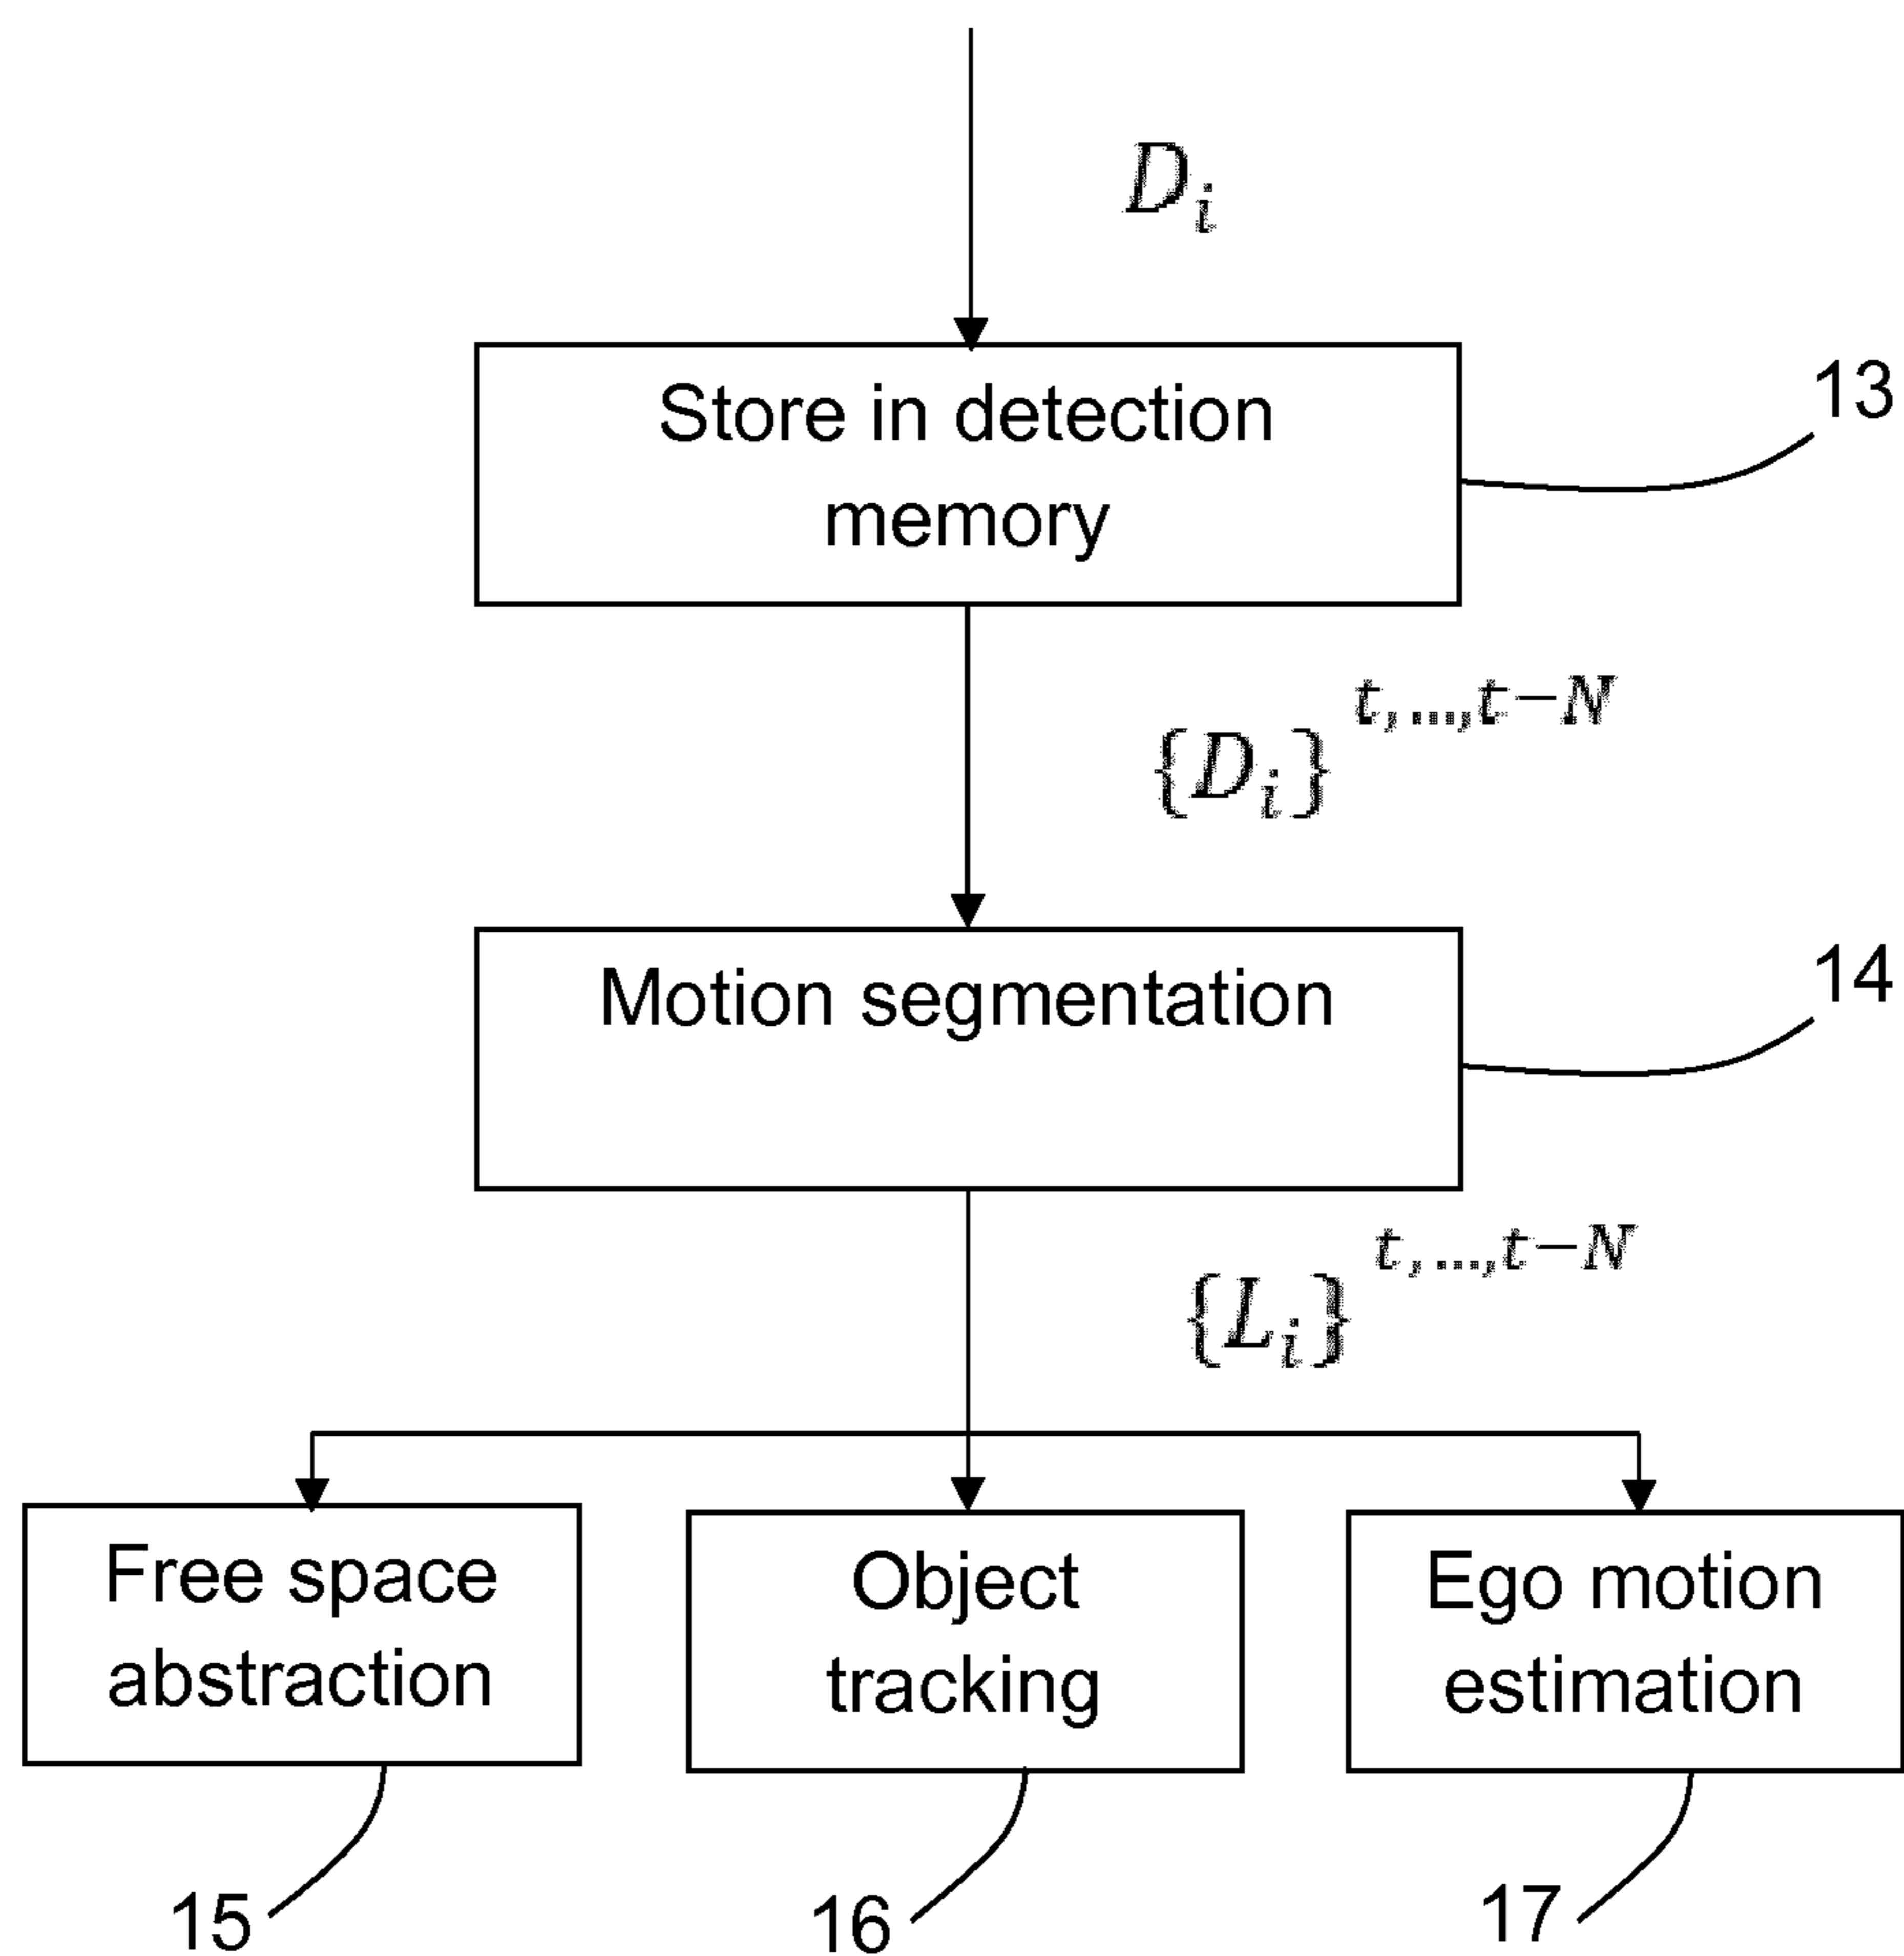 D_i
Store in detection
memory
13
{D_i}^{t,...,t-N}
Motion segmentation
14
{L_i}^{t,...,t-N}
Free space
abstraction
Object
tracking
Ego motion
estimation
15
16
17